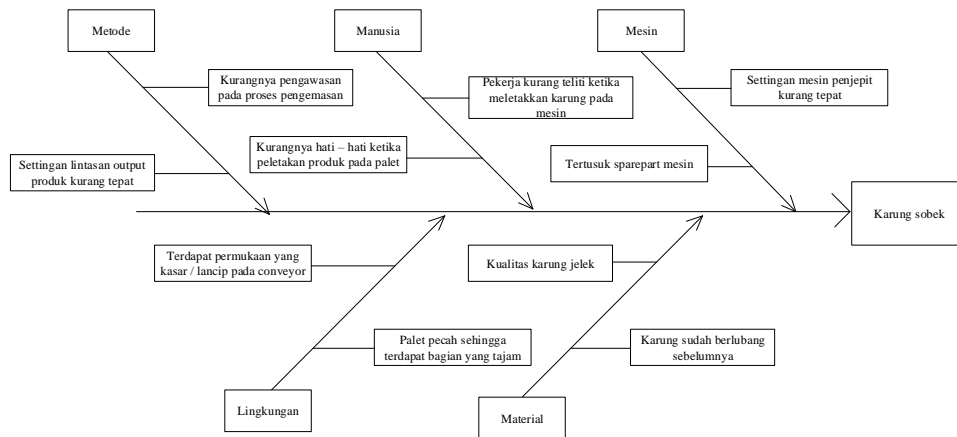 Metode
Manusia
Mesin
Kurangnya pengawasan
pada proses pengemasan
Pekerja kurang teliti ketika
meletakkan karung pada
mesin
Settingan mesin penjepit
kurang tepat
Settingan lintasan output
produk kurang tepat
Kurangnya hati – hati ketika
peletakan produk pada palet
Tertusuk sparepart mesin
Karung sobek
Terdapat permukaan yang
kasar / lancip pada conveyor
Kualitas karung jelek
Palet pecah sehingga
terdapat bagian yang tajam
Karung sudah berlubang
sebelumnya
Lingkungan
Material